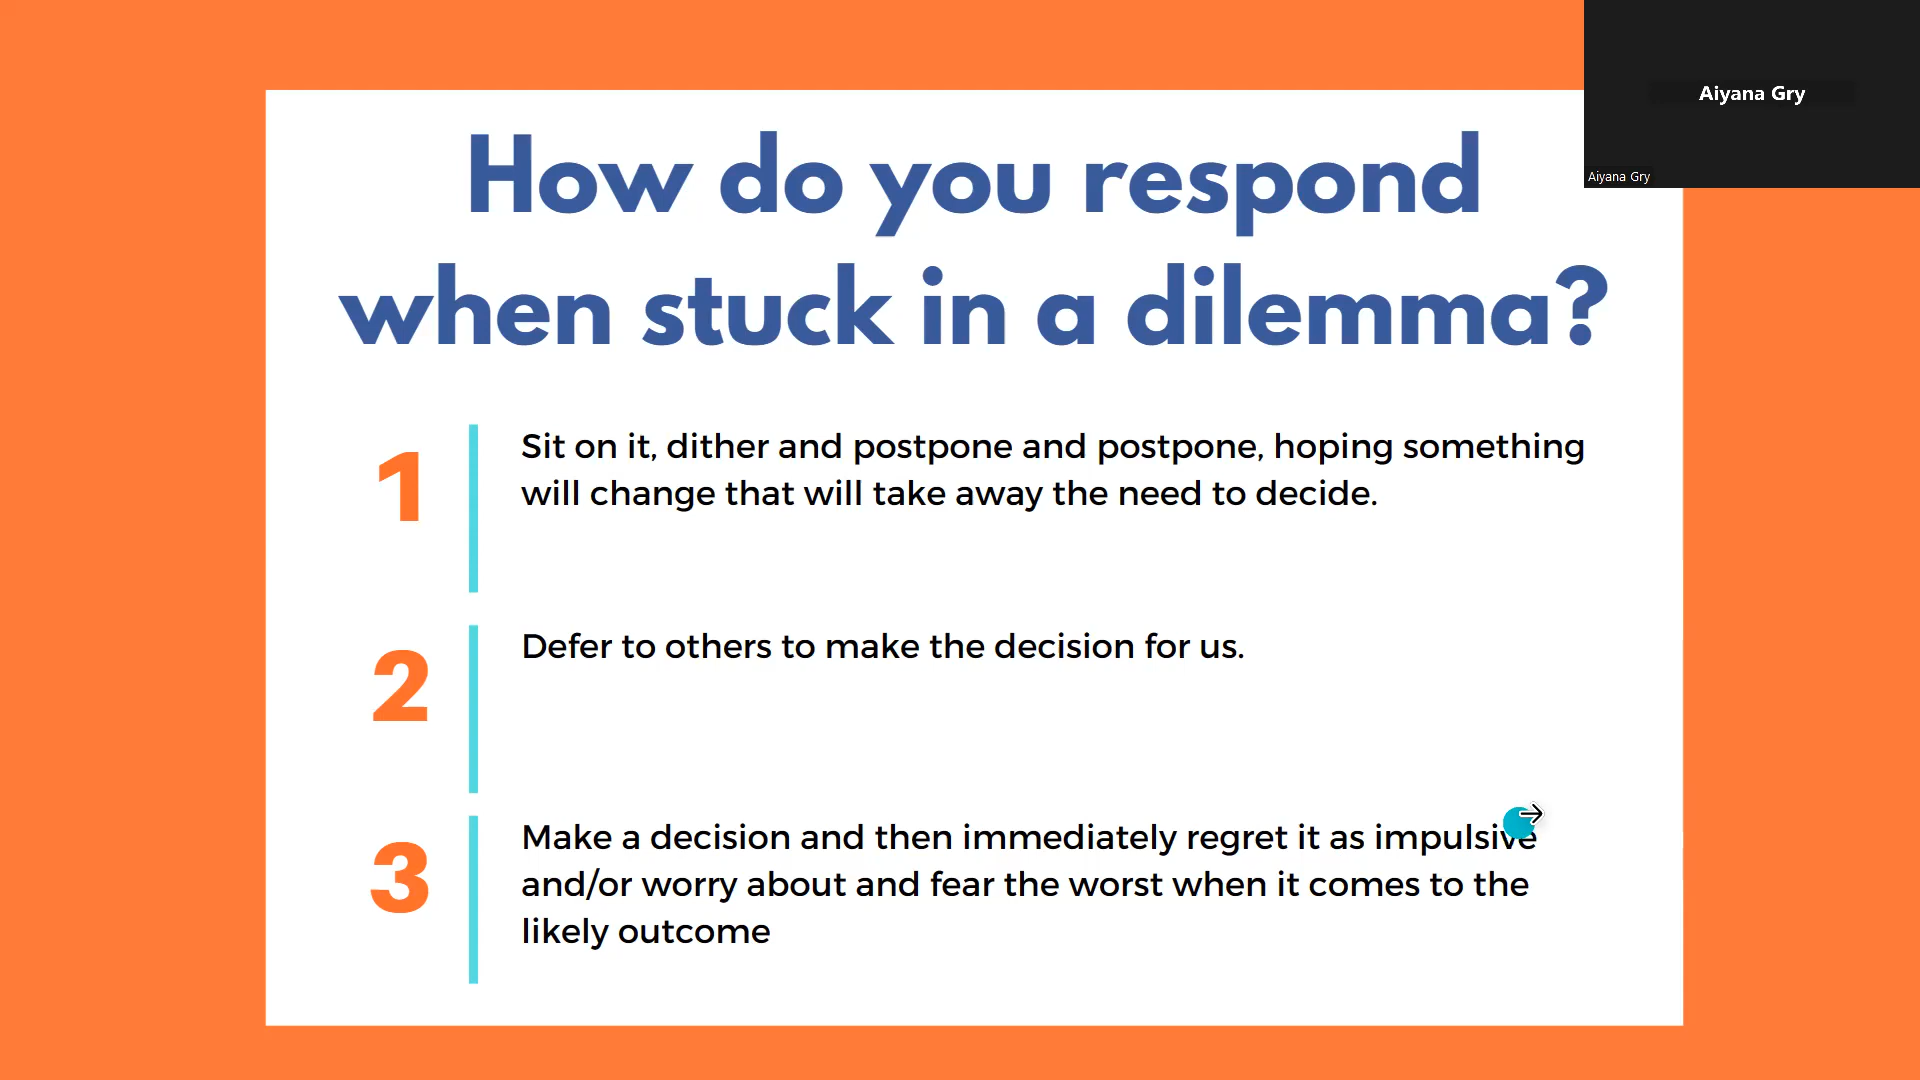 Aiyana Gry
Aiyana Gry
How do you respond
when stuck in a dilemma?
1
Sit on it, dither and postpone and postpone, hoping something
will change that will take away the need to decide.
2
Defer to others to make the decision for us.
3
Make a decision and then immediately regret it as impulsive
and/or worry about and fear the worst when it comes to the
likely outcome